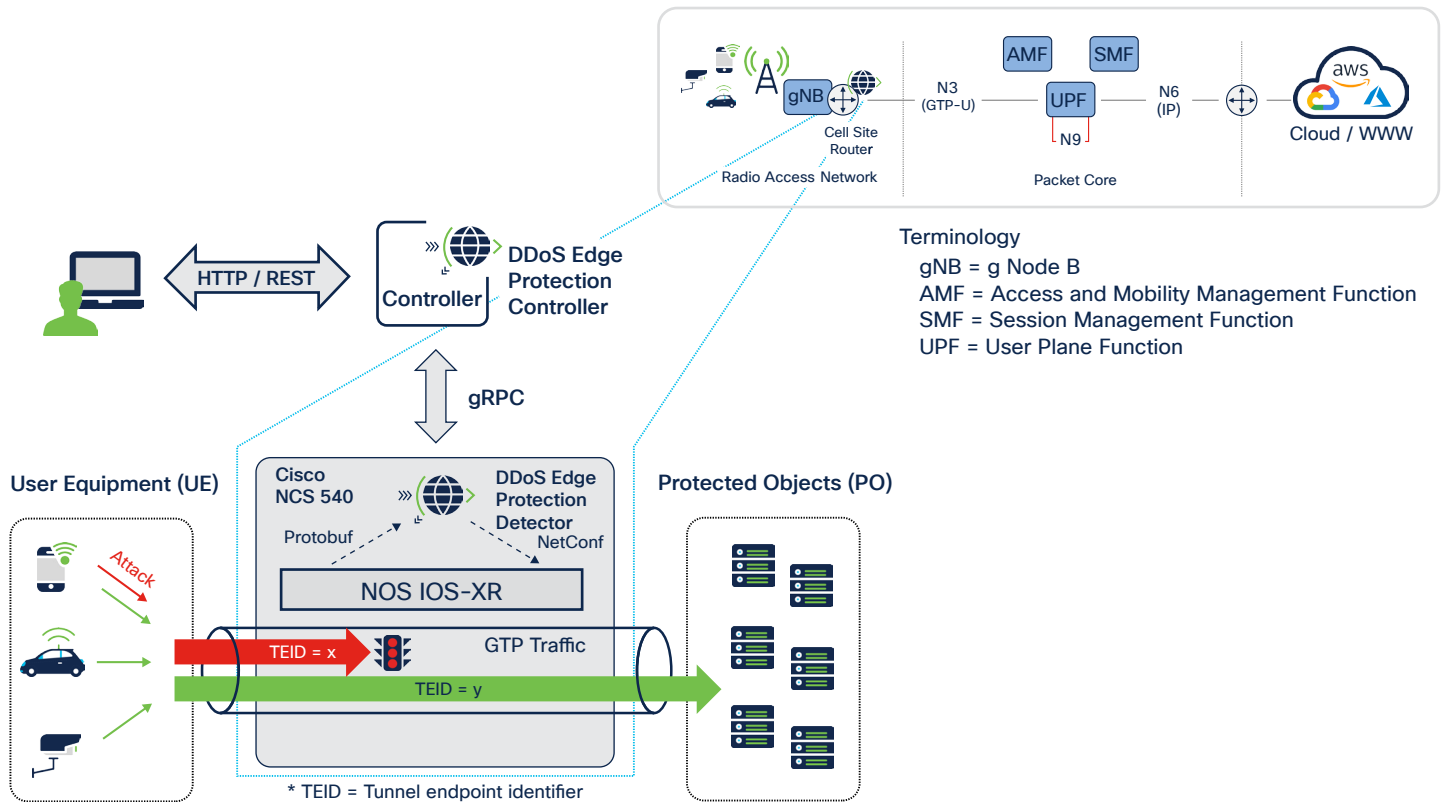 gNB
Cell Site
Router
Radio Access Network
N3
(GTP-U)
AMF
SMF
UPF
N9
Packet Core
N6
(IP)
aws
Cloud / WWW
Terminology
gNB = g Node B
AMF = Access and Mobility Management Function
SMF = Session Management Function
UPF = User Plane Function
HTTP / REST
Controller
DDoS Edge
Protection
Controller
gRPC
User Equipment (UE)
Attack
Cisco
NCS 540
DDoS Edge
Protection
Detector
Protobuf
NetConf
NOS IOS-XR
TEID = x
GTP Traffic
TEID = y
Protected Objects (PO)
* TEID = Tunnel endpoint identifier